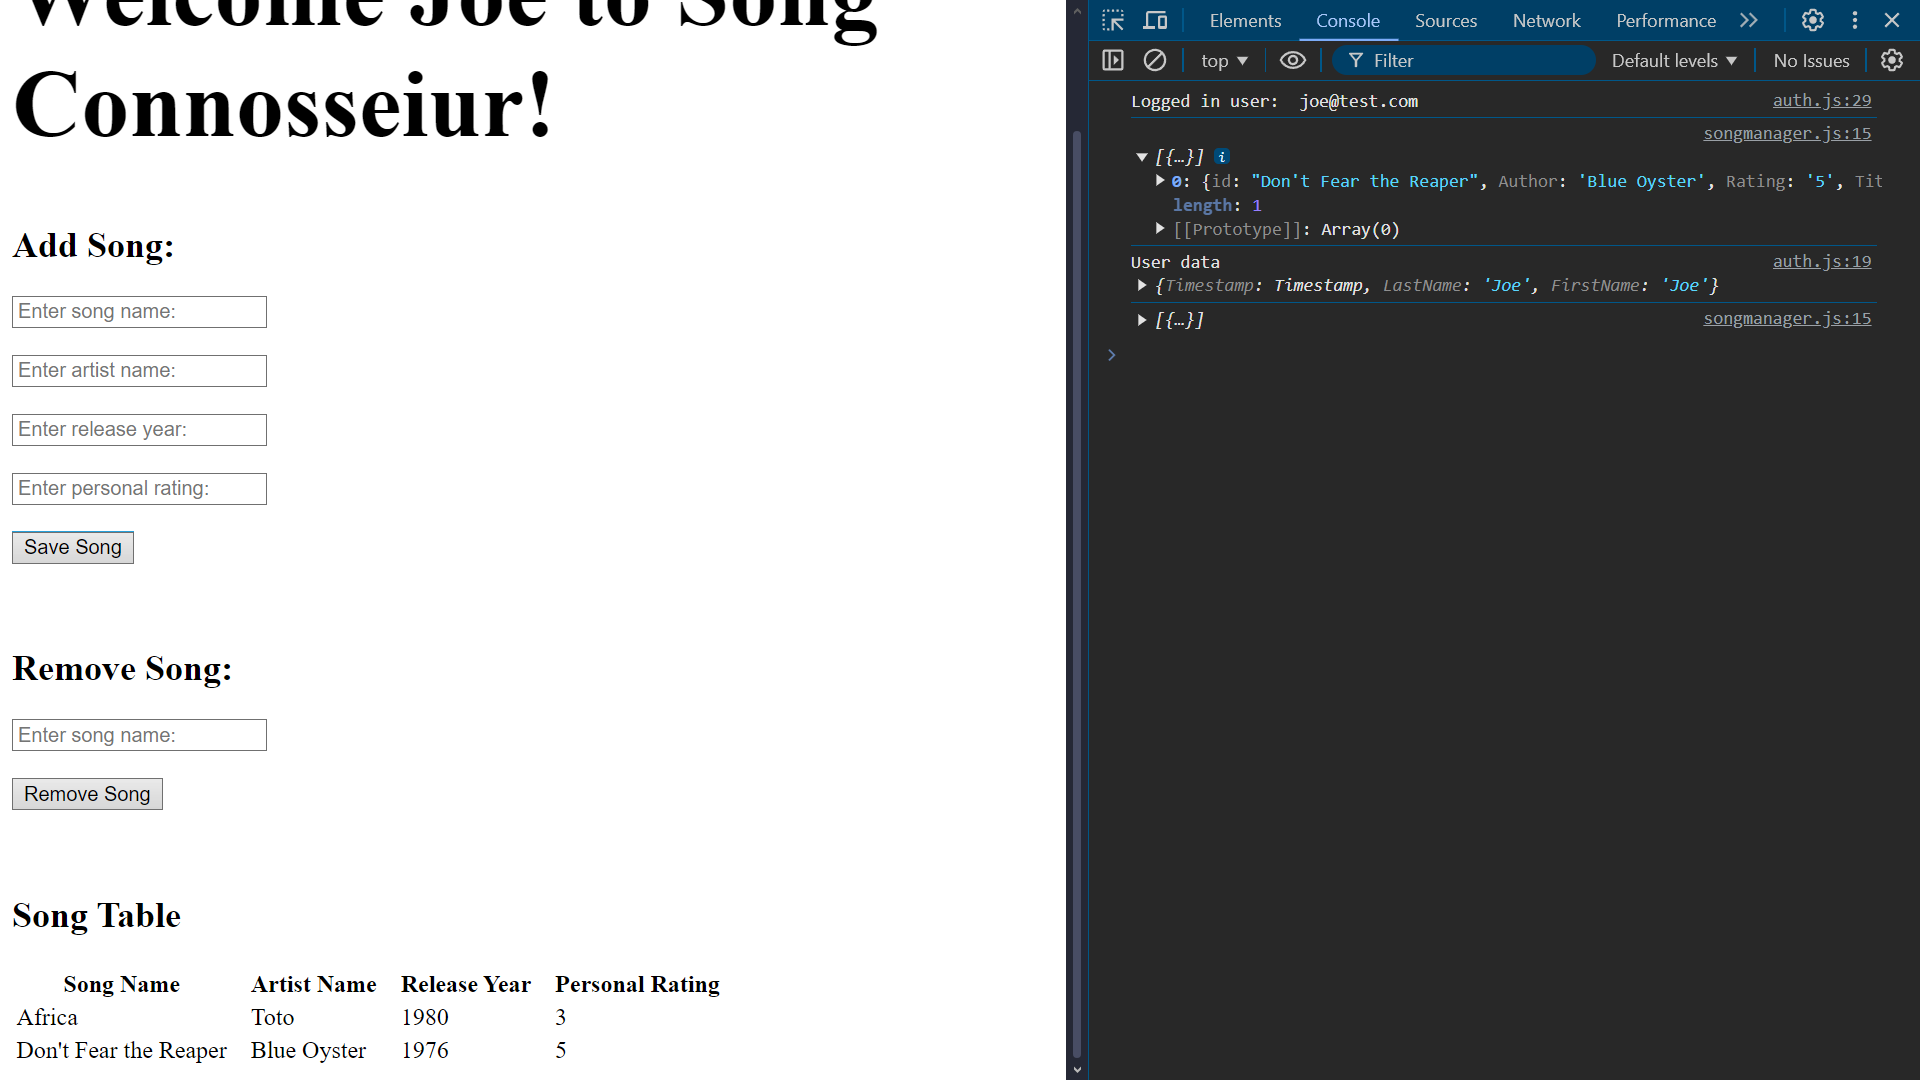 Welcome Joe to Song
Connosseiur!
Add Song:
Enter song name:
Enter artist name:
Enter release year:
Enter personal rating:
Save Song
Remove Song:
Enter song name:
Remove Song
Song Table
Song Name Artist Name Release Year Personal Rating
Africa Toto 1980 3
Don't Fear the Reaper Blue Oyster 1976 5
Elements Console Sources Network Performance
top ▼ Filter Default levels ▼ No Issues
Logged in user: joe@test.com auth.js:29
songmanager.js:15
▼ [{…}] i
▶ 0: {id: "Don't Fear the Reaper", Author: 'Blue Oyster', Rating: '5', Tit
length: 1
▶ [[Prototype]]: Array(0)
User data auth.js:19
▶ {Timestamp: Timestamp, LastName: 'Joe', FirstName: 'Joe'}
▶ [{…}] songmanager.js:15